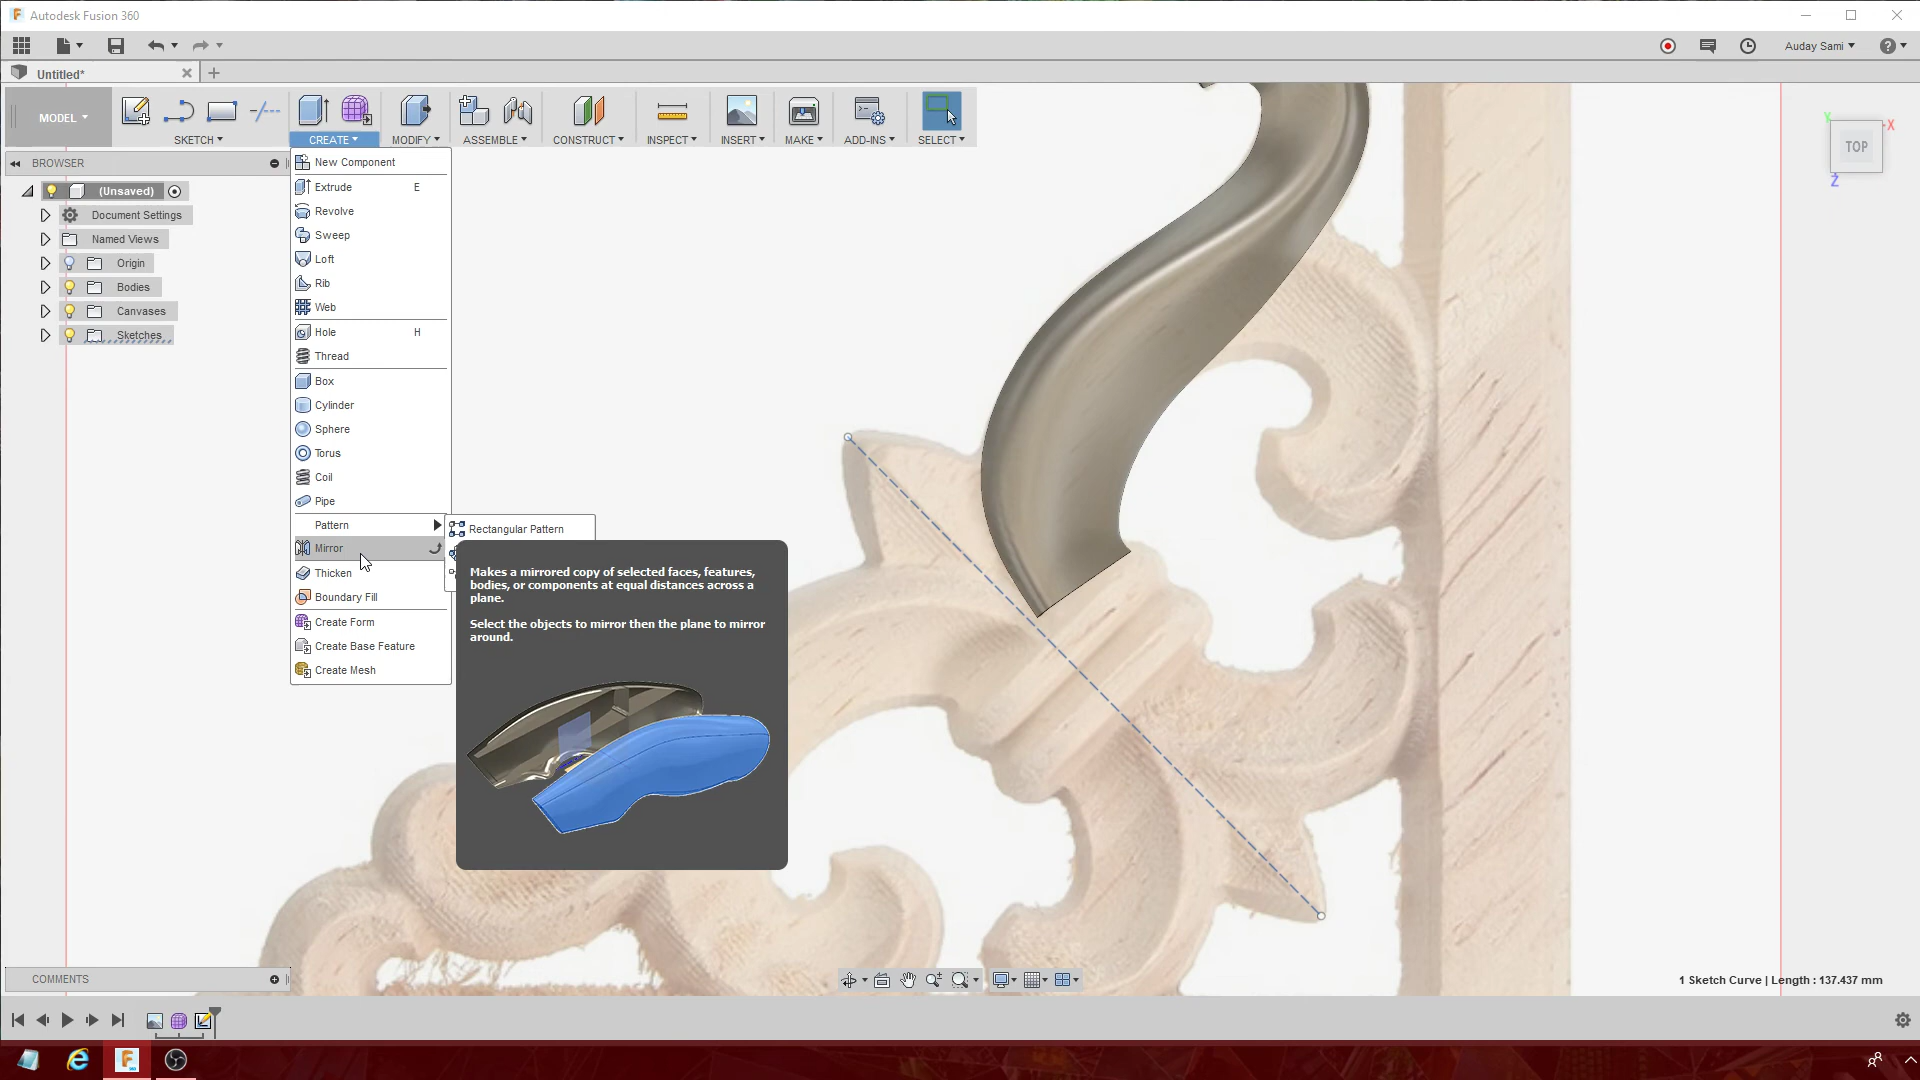 Autodesk Fusion 360
Auday Sami
Untitled*
MODEL
SKETCH
CREATE
MODIFY
ASSEMBLE
CONSTRUCT
INSPECT
INSERT
MAKE
ADD-INS
SELECT
BROWSER
(Unsaved)
Document Settings
Named Views
Origin
Bodies
Canvases
Sketches
New Component
Extrude E
Revolve
Sweep
Loft
Rib
Web
Hole H
Thread
Box
Cylinder
Sphere
Torus
Coil
Pipe
Pattern
Mirror
Thicken
Boundary Fill
Create Form
Create Base Feature
Create Mesh
Rectangular Pattern
Makes a mirrored copy of selected faces, features,
bodies, or components at equal distances across a
plane.
Select the objects to mirror then the plane to mirror
around.
Y
X
TOP
Z
COMMENTS
1 Sketch Curve | Length : 137.437 mm